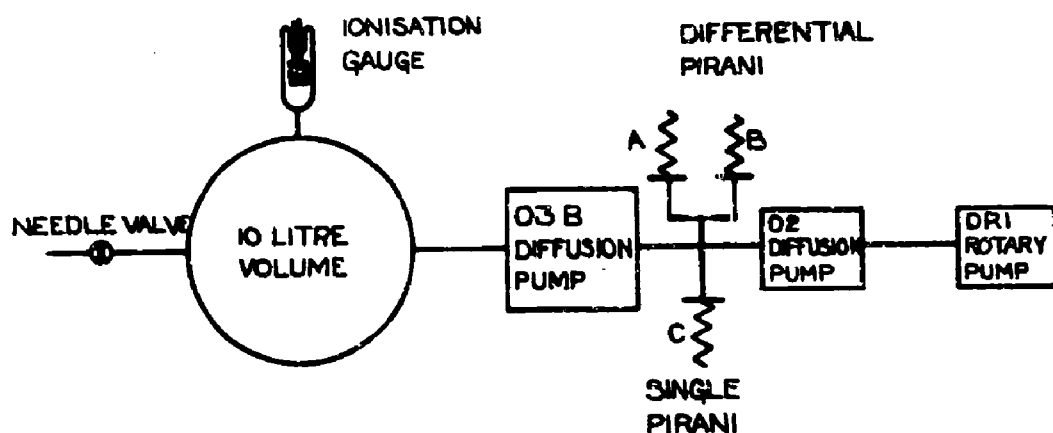 IONISATION
GAUGE
DIFFERENTIAL
PIRANI
A
B
NEEDLE VALVE
10 LITRE
VOLUME
03 B
DIFFUSION
PUMP
02
DIFFUSION
PUMP
DR1
ROTARY
PUMP
C
SINGLE
PIRANI